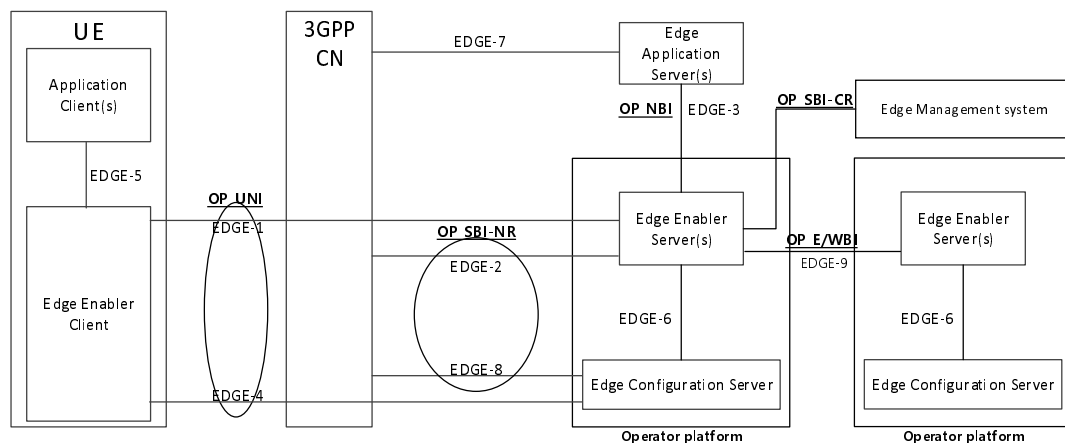 UE
3GPP
CN
EDGE-7
Edge
Application
Server(s)
Application
Client(s)
OP NBI
EDGE-3
OP SBI-CR
Edge Management system
EDGE-5
OP UNI
EDGE-1
OP SBI-NR
EDGE-2
Edge Enabler
Server(s)
OP E/WBI
EDGE-9
Edge Enabler
Server(s)
Edge Enabler
Client
EDGE-6
EDGE-6
EDGE-8
EDGE-4
Edge Configuration Server
Edge Configuration Server
Operator platform
Operator platform